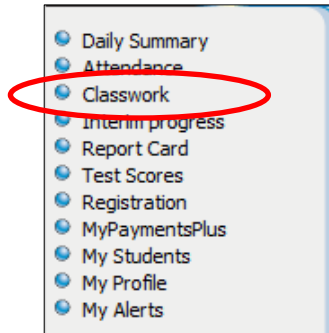 Daily Summary
Attendance
Classwork
Interim progress
Report Card
Test Scores
Registration
MyPaymentsPlus
My Students
My Profile
My Alerts